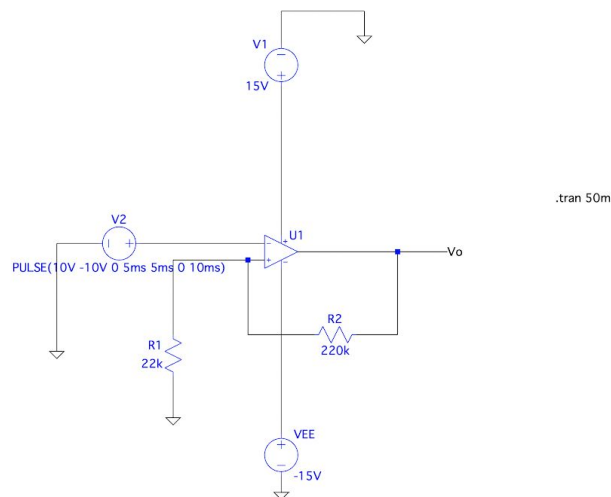 V1
15V
.tran 50m
V2
U1
Vo
PULSE(10V -10V 0 5ms 5ms 0 10ms)
R2
220k
R1
22k
VEE
-15V